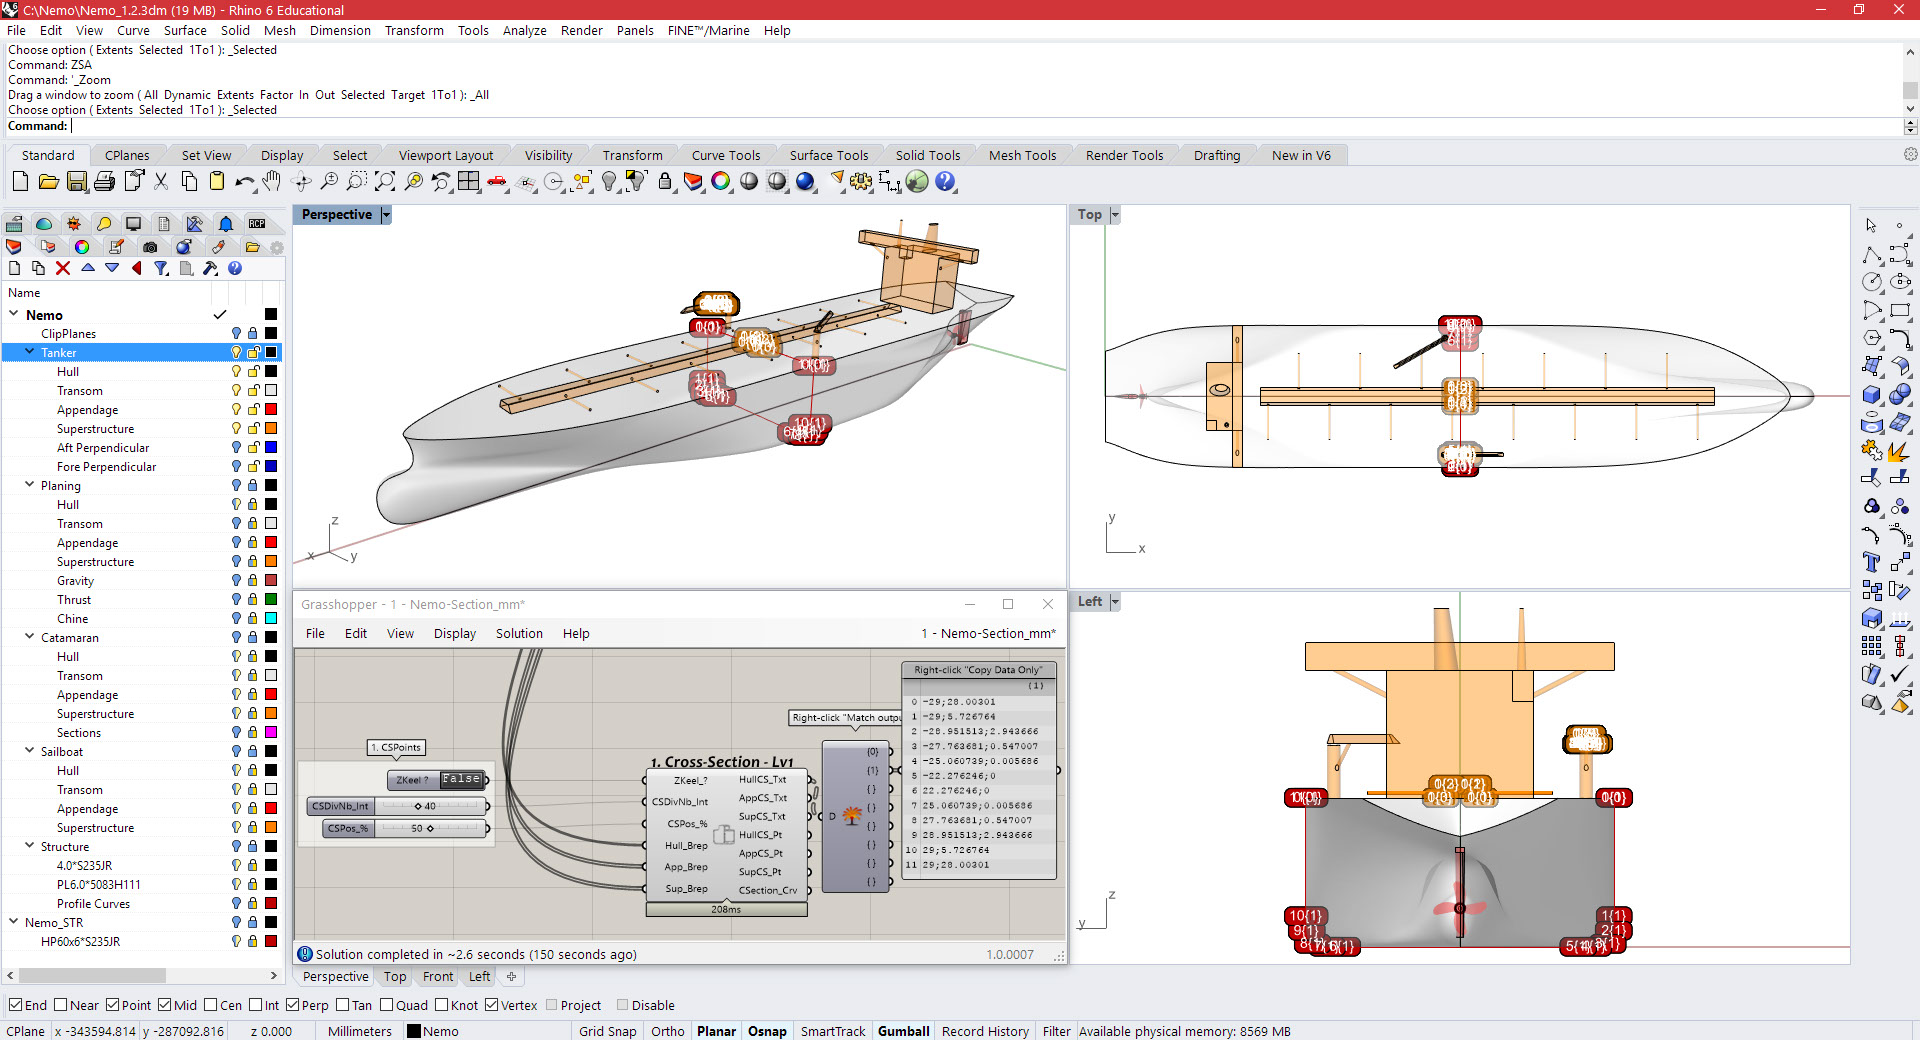 C:\Nemo\Nemo_1.2.3dm (19 MB) - Rhino 6 Educational
File Edit View Curve Surface Solid Mesh Dimension Transform Tools Analyze Render Panels FINE™/Marine Help
Choose option ( Extents Selected 1To1 ): _Selected
Command: ZSA
Command: '_Zoom
Drag a window to zoom ( All Dynamic Extents Factor In Out Selected Target 1To1 ): _All
Choose option ( Extents Selected 1To1 ): _Selected
Command:
Standard CPlanes Set View Display Select Viewport Layout Visibility Transform Curve Tools Surface Tools Solid Tools Mesh Tools Render Tools Drafting New in V6
RCP
Name
Nemo
ClipPlanes
Tanker
Hull
Transom
Appendage
Superstructure
Aft Perpendicular
Fore Perpendicular
Planing
Hull
Transom
Appendage
Superstructure
Gravity
Thrust
Chine
Catamaran
Hull
Transom
Appendage
Superstructure
Sections
Sailboat
Hull
Transom
Appendage
Superstructure
Structure
4.0*S235JR
PL6.0*5083H111
Profile Curves
Nemo_STR
HP60x6*S235JR
Perspective
z
x
y
Top
y
x
Left
0{0}
10{1} 1{1}
9{1} 2{1}
z
y
Grasshopper - 1 - Nemo-Section_mm*
File Edit View Display Solution Help 1 - Nemo-Section_mm*
1. CSPoints
ZKeel ? False
CSDivNb_Int 40
CSPos_% 50
1. Cross-Section - Lv1
ZKeel_? HullCS_Txt
CSDivNb_Int AppCS_Txt
CSPos_% SupCS_Txt
Hull_Brep HullCS_Pt
App_Brep AppCS_Pt
Sup_Brep SupCS_Pt
CSection_Crv
208ms
Right-click "Match outpu
D
{0}
{1}
{ }
{ }
{ }
{ }
{ }
{ }
Right-click "Copy Data Only"
{1}
0 -29;28.00301
1 -29;5.726764
2 -28.951513;2.943666
3 -27.763681;0.547007
4 -25.060739;0.005686
5 -22.276246;0
6 22.276246;0
7 25.060739;0.005686
8 27.763681;0.547007
9 28.951513;2.943666
10 29;5.726764
11 29;28.00301
Solution completed in ~2.6 seconds (150 seconds ago) 1.0.0007
Perspective Top Front Left
End Near Point Mid Cen Int Perp Tan Quad Knot Vertex Project Disable
CPlane x -343594.814 y -287092.816 z 0.000 Millimeters Nemo Grid Snap Ortho Planar Osnap SmartTrack Gumball Record History Filter Available physical memory: 8569 MB